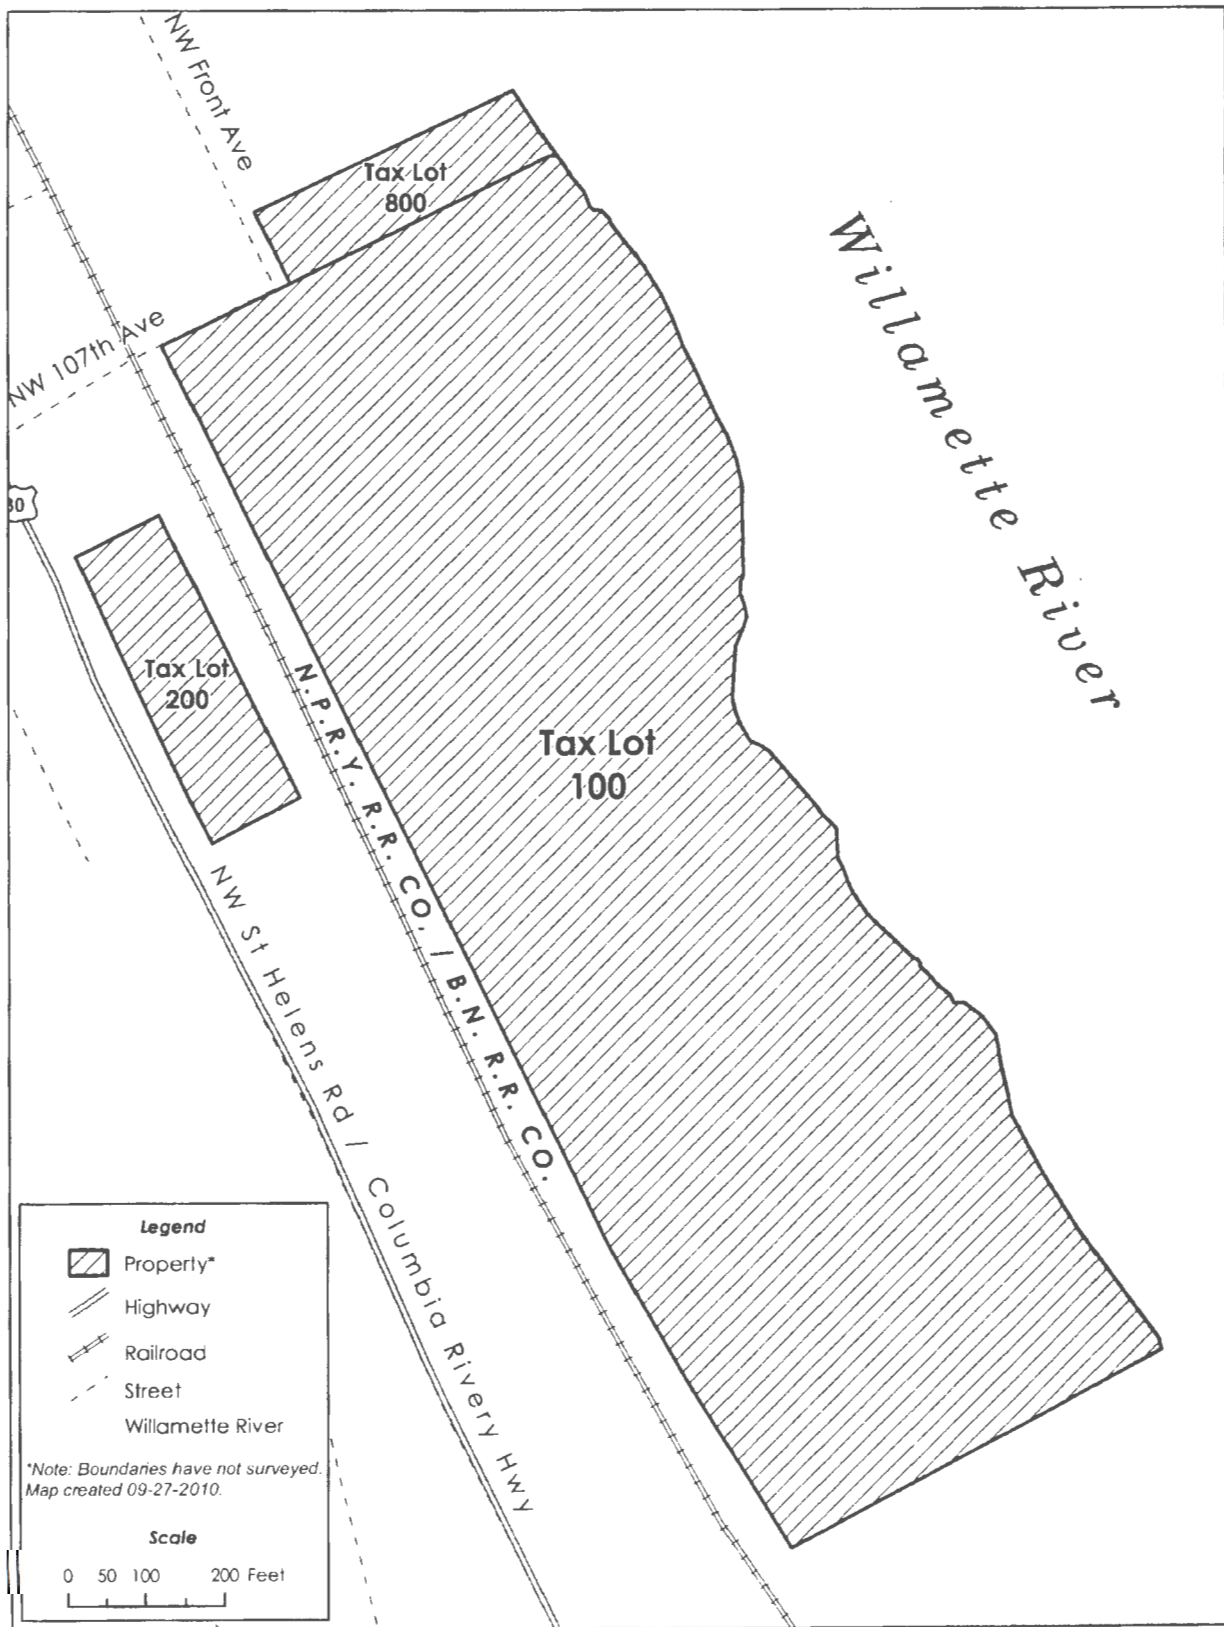 NW Front Ave
Tax Lot
800
Willamette River
NW 107th Ave
30
Tax Lot
200
N.P.R.Y. R.R. CO. / B.N. R.R. CO.
Tax Lot
100
NW St Helens Rd / Columbia Rivery Hwy
Legend
Property*
Highway
Railroad
Street
Willamette River
*Note: Boundaries have not surveyed.
Map created 09-27-2010.
Scale
0 50 100 200 Feet